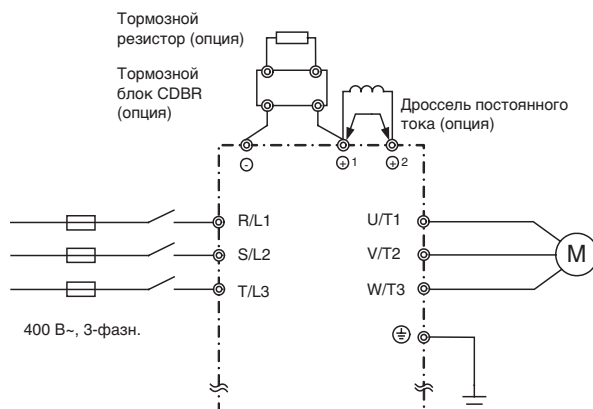 Тормозной
резистор (опция)
Тормозной
блок CDBR
(опция)
Дроссель постоянного
тока (опция)
- + 1 + 2
R/L1 U/T1
S/L2 V/T2
T/L3 W/T3
M
400 В~, 3-фазн.